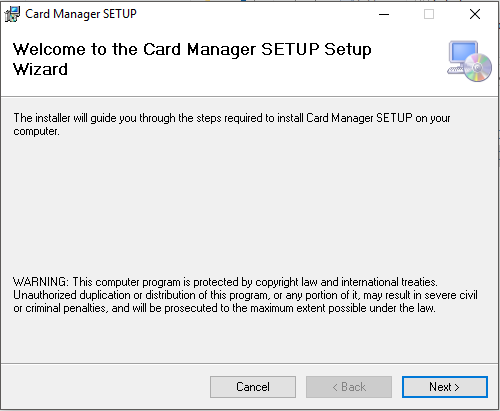 Card Manager SETUP
Welcome to the Card Manager SETUP Setup
Wizard
The installer will guide you through the steps required to install Card Manager SETUP on your
computer.
WARNING: This computer program is protected by copyright law and international treaties.
Unauthorized duplication or distribution of this program, or any portion of it, may result in severe civil
or criminal penalties, and will be prosecuted to the maximum extent possible under the law.
Cancel
< Back
Next >